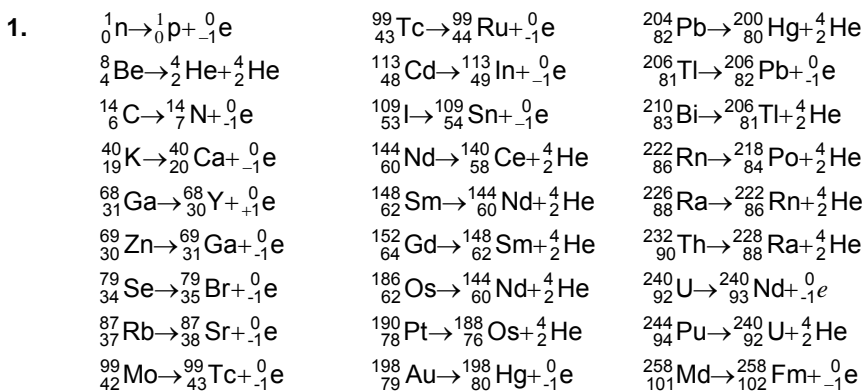 1. ¹₀n→¹₀p+⁰₋₁e ⁹⁹₄₃Tc→⁹⁹₄₄Ru+⁰₋₁e ²⁰⁴₈₂Pb→²⁰⁰₈₀Hg+⁴₂He
⁸₄Be→⁴₂He+⁴₂He ¹¹³₄₈Cd→¹¹³₄₉In+⁰₋₁e ²⁰⁶₈₁Tl→²⁰⁶₈₂Pb+⁰₋₁e
¹⁴₆C→¹⁴₇N+⁰₋₁e ¹⁰⁹₅₃I→¹⁰⁹₅₄Sn+⁰₋₁e ²¹⁰₈₃Bi→²⁰⁶₈₁Tl+⁴₂He
⁴⁰₁₉K→⁴⁰₂₀Ca+⁰₋₁e ¹⁴⁴₆₀Nd→¹⁴⁰₅₈Ce+⁴₂He ²²²₈₆Rn→²¹⁸₈₄Po+⁴₂He
⁶⁸₃₁Ga→⁶⁸₃₀Y+⁰₊₁e ¹⁴⁸₆₂Sm→¹⁴⁴₆₀Nd+⁴₂He ²²⁶₈₈Ra→²²²₈₆Rn+⁴₂He
⁶⁹₃₀Zn→⁶⁹₃₁Ga+⁰₋₁e ¹⁵²₆₄Gd→¹⁴⁸₆₂Sm+⁴₂He ²³²₉₀Th→²²⁸₈₈Ra+⁴₂He
⁷⁹₃₄Se→⁷⁹₃₅Br+⁰₋₁e ¹⁸⁶₆₂Os→¹⁴⁴₆₀Nd+⁴₂He ²⁴⁰₉₂U→²⁴⁰₉₃Nd+⁰₋₁e
⁸⁷₃₇Rb→⁸⁷₃₈Sr+⁰₋₁e ¹⁹⁰₇₈Pt→¹⁸⁸₇₆Os+⁴₂He ²⁴⁴₉₄Pu→²⁴⁰₉₂U+⁴₂He
⁹⁹₄₂Mo→⁹⁹₄₃Tc+⁰₋₁e ¹⁹⁸₇₉Au→¹⁹⁸₈₀Hg+⁰₋₁e ²⁵⁸₁₀₁Md→²⁵⁸₁₀₂Fm+⁰₋₁e